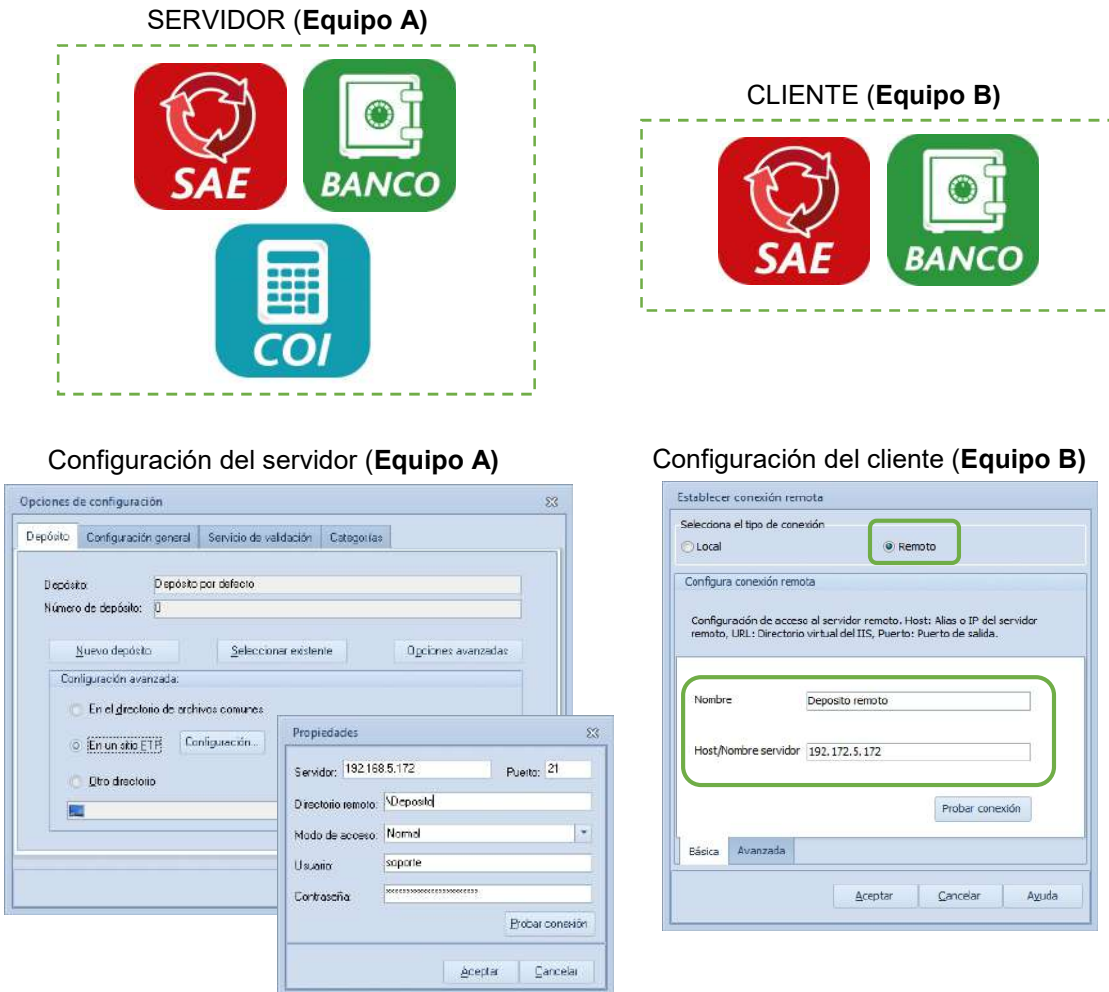 SERVIDOR (Equipo A)
SAE
BANCO
COI
CLIENTE (Equipo B)
SAE
BANCO
Configuración del servidor (Equipo A)
Opciones de configuración
Depósito Configuración general Servicio de validación Categorías
Depósito: Depósito por defecto
Número de depósito: 0
Nuevo depósito Seleccionar existente Opciones avanzadas
Configuración avanzada:
En el directorio de archivos comunes
En un sitio FTP Configuración...
Otro directorio
Propiedades
Servidor: 192.168.5.172 Puerto: 21
Directorio remoto: \Deposito
Modo de acceso: Normal
Usuario: soporte
Contraseña:
Probar conexión
Aceptar Cancelar
Configuración del cliente (Equipo B)
Establecer conexión remota
Selecciona el tipo de conexión
Local Remoto
Configura conexión remota
Configuración de acceso al servidor remoto. Host: Alias o IP del servidor
remoto, URL: Directorio virtual del IIS, Puerto: Puerto de salida.
Nombre Deposito remoto
Host/Nombre servidor 192.172.5.172
Probar conexión
Básica Avanzada
Aceptar Cancelar Ayuda